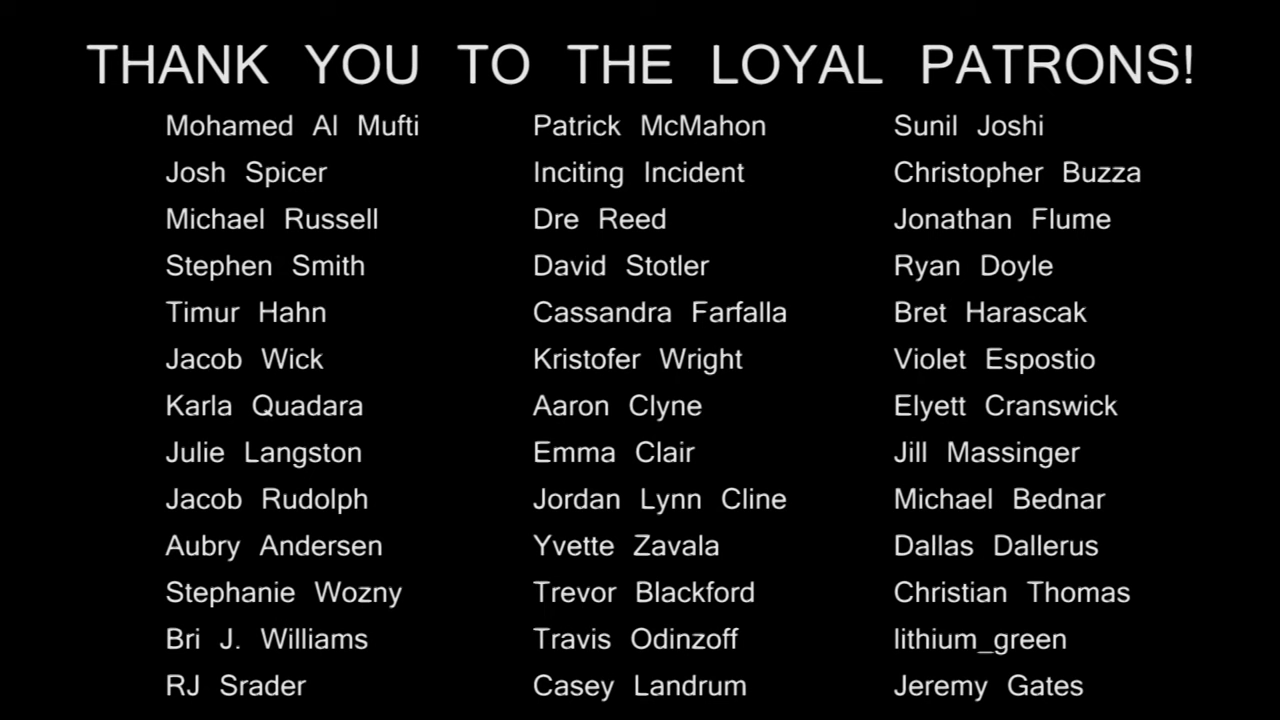 THANK YOU TO THE LOYAL PATRONS!
Mohamed Al Mufti
Josh Spicer
Michael Russell
Stephen Smith
Timur Hahn
Jacob Wick
Karla Quadara
Julie Langston
Jacob Rudolph
Aubry Andersen
Stephanie Wozny
Bri J. Williams
RJ Srader
Patrick McMahon
Inciting Incident
Dre Reed
David Stotler
Cassandra Farfalla
Kristofer Wright
Aaron Clyne
Emma Clair
Jordan Lynn Cline
Yvette Zavala
Trevor Blackford
Travis Odinzoff
Casey Landrum
Sunil Joshi
Christopher Buzza
Jonathan Flume
Ryan Doyle
Bret Harascak
Violet Espostio
Elyett Cranswick
Jill Massinger
Michael Bednar
Dallas Dallerus
Christian Thomas
lithium_green
Jeremy Gates